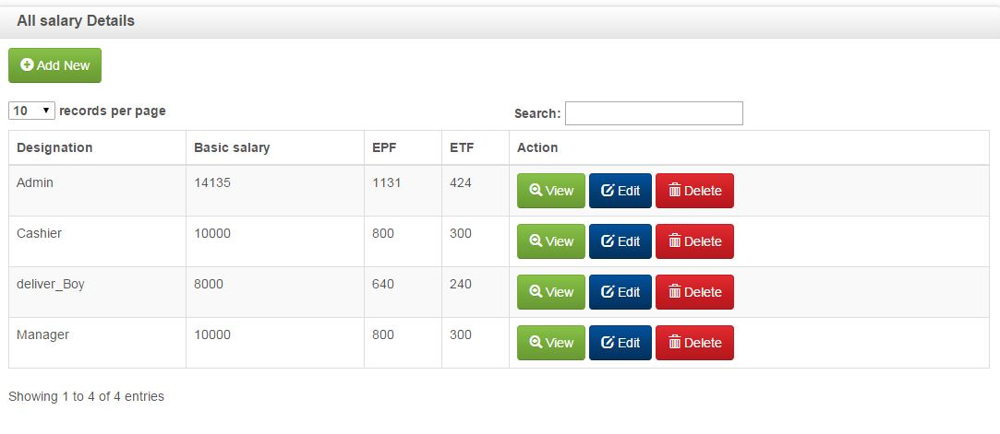 All salary Details
Add New
10 records per page
Search:
Designation Basic salary EPF ETF Action
Admin 14135 1131 424 View Edit Delete
Cashier 10000 800 300 View Edit Delete
deliver_Boy 8000 640 240 View Edit Delete
Manager 10000 800 300 View Edit Delete
Showing 1 to 4 of 4 entries